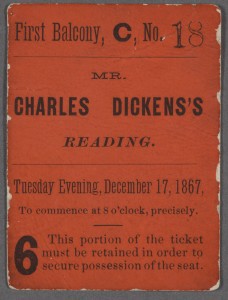 First Balcony, C, No. 18
MR.
CHARLES DICKENS'S
READING.
Tuesday Evening, December 17, 1867,
To commence at 8 o'clock, precisely.
6 This portion of the ticket
must be retained in order to
secure possession of the seat.